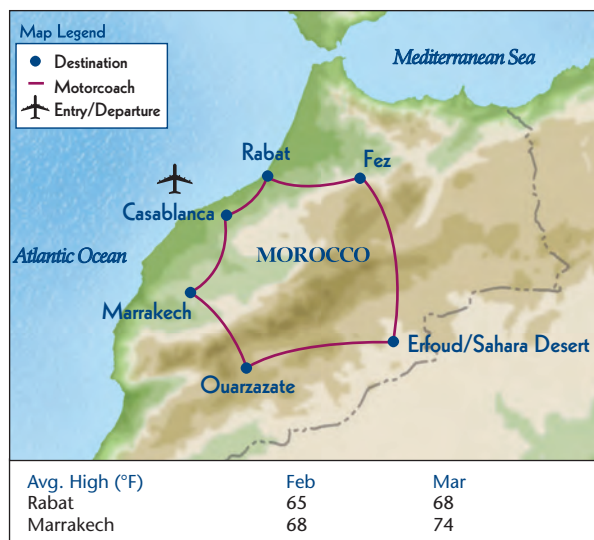 Map Legend
Destination
Motorcoach
Entry/Departure
Mediterranean Sea
Rabat
Fez
Casablanca
Atlantic Ocean
MOROCCO
Marrakech
Erfoud/Sahara Desert
Ouarzazate
Avg. High (°F) Feb Mar
Rabat 65 68
Marrakech 68 74